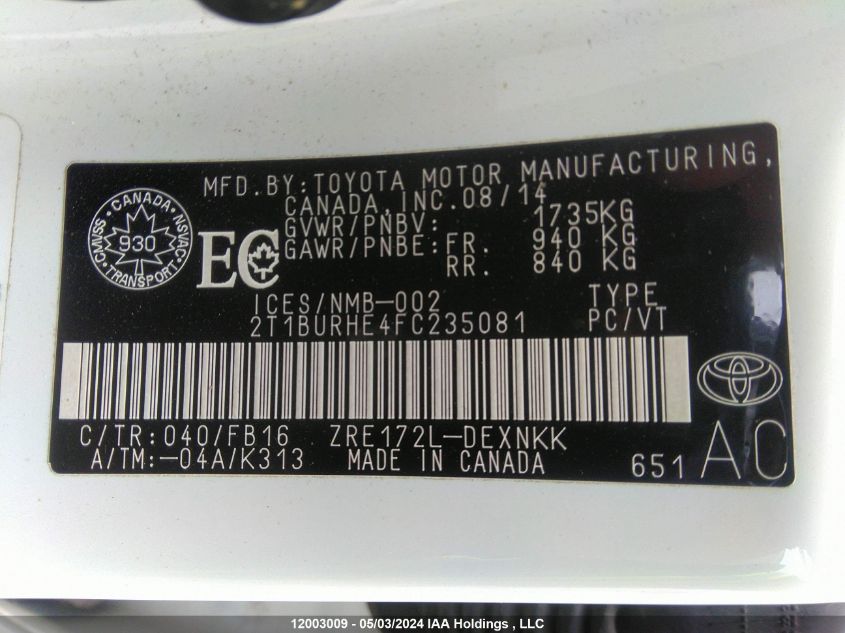 MFD.BY:TOYOTA MOTOR MANUFACTURING,
CANADA,INC.08/14
GVWR/PNBV: 1735KG
GAWR/PNBE:FR. 940 KG
RR. 840 KG
CANADA
CMVSS
930
NSVAC
TRANSPORT
EC
ICES/NMB-002 TYPE
2T1BURHE4FC235081 PC/VT
C/TR:040/FB16 ZRE172L-DEXNKK
A/TM:-04A/K313 MADE IN CANADA 651 AC
12003009 - 05/03/2024 IAA Holdings , LLC